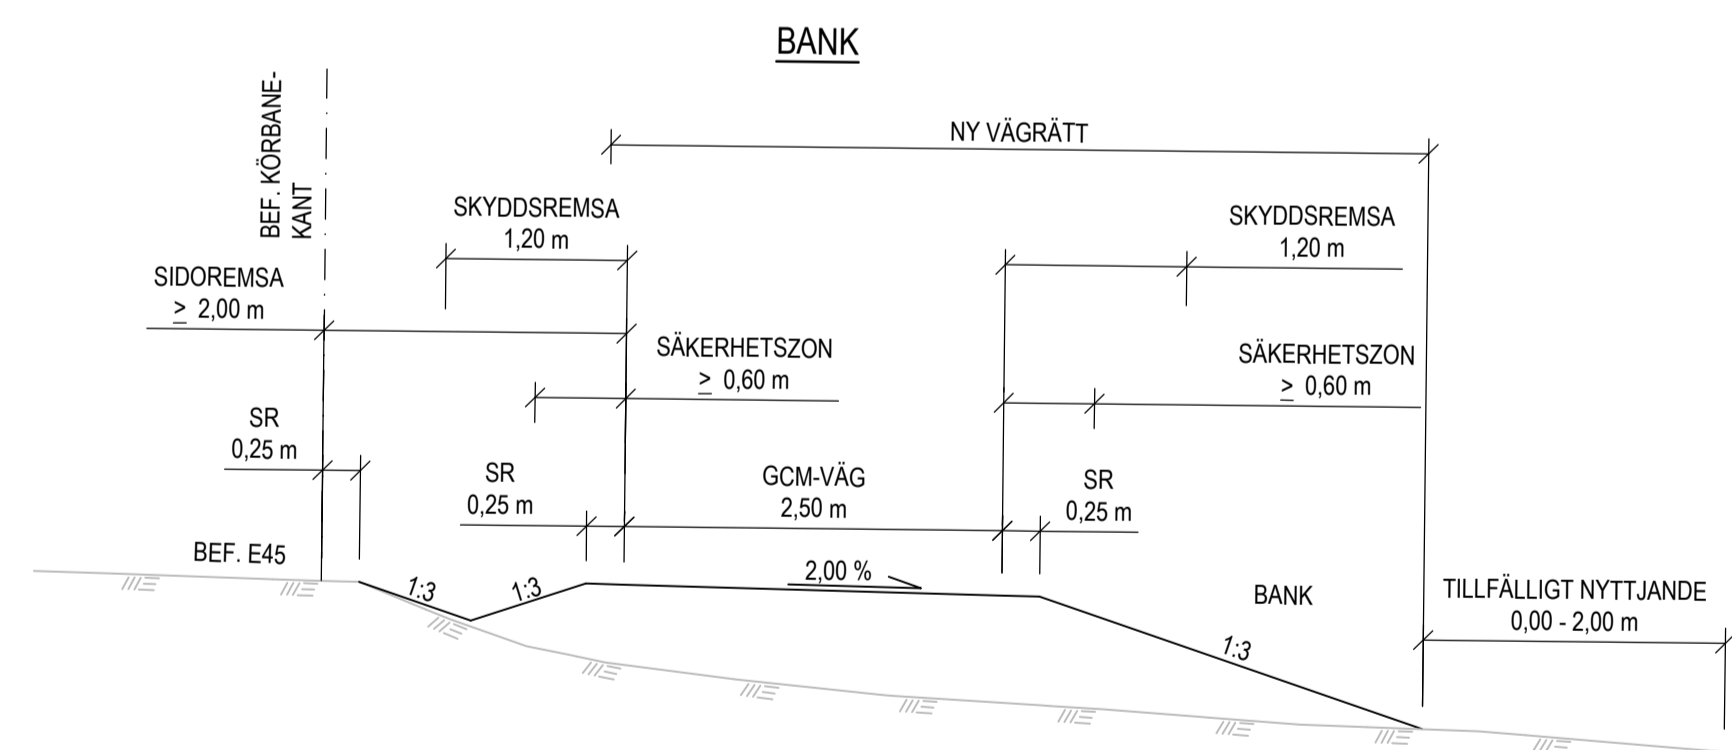 BANK
BEF. KÖRBANE-
KANT
NY VÄGRÄTT
SKYDDSREMSA
1,20 m
SKYDDSREMSA
1,20 m
SIDOREMSA
≥ 2,00 m
SÄKERHETSZON
≥ 0,60 m
SÄKERHETSZON
≥ 0,60 m
SR
0,25 m
SR
0,25 m
GCM-VÄG
2,50 m
SR
0,25 m
BEF. E45
1:3
1:3
2,00 %
BANK
1:3
TILLFÄLLIGT NYTTJANDE
0,00 - 2,00 m